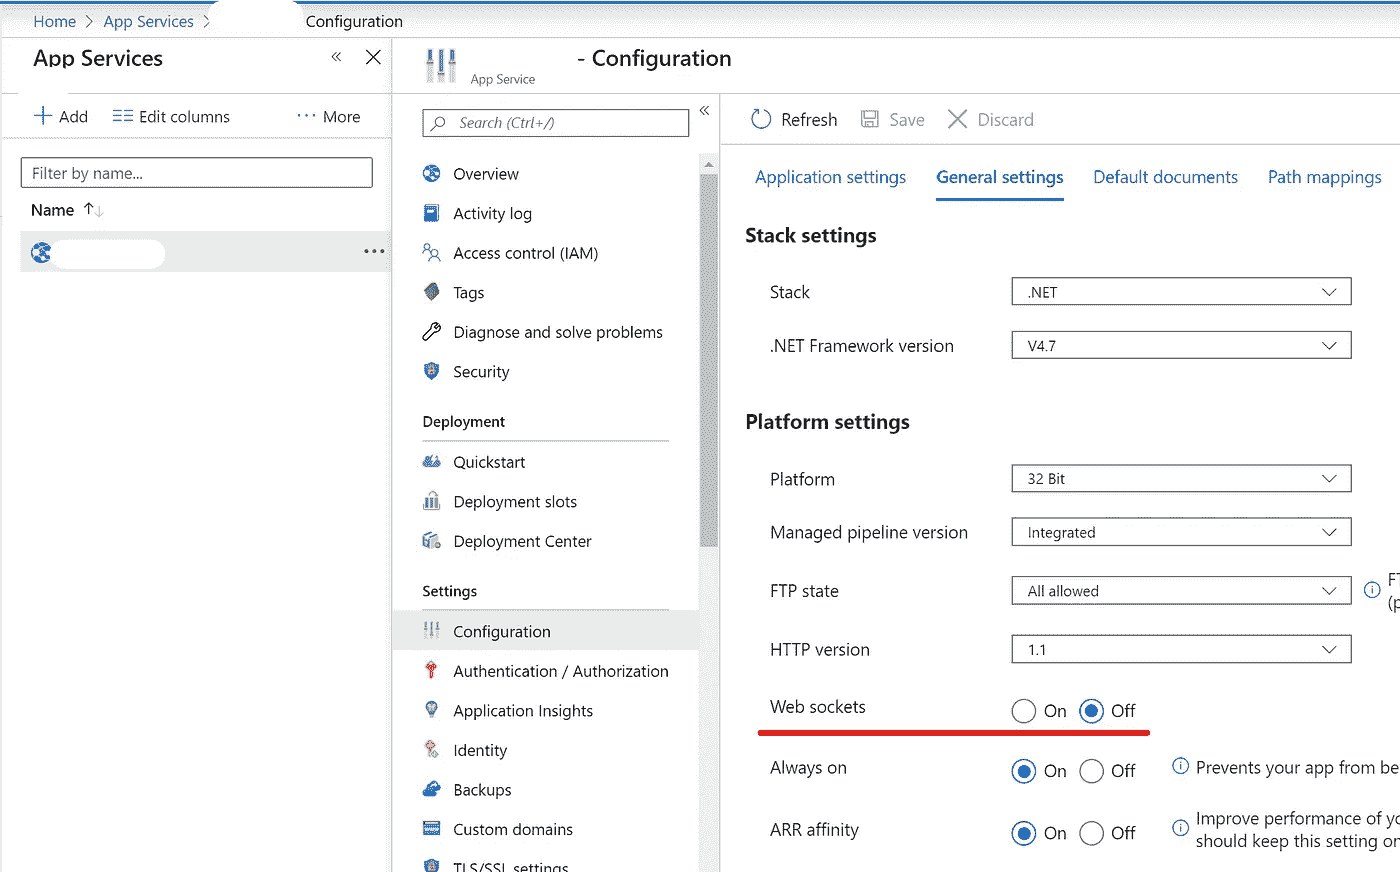 Home > App Services > Configuration
App Services
Add
Edit columns
More
Filter by name...
Name
- Configuration
App Service
Search (Ctrl+/)
Overview
Activity log
Access control (IAM)
Tags
Diagnose and solve problems
Security
Deployment
Quickstart
Deployment slots
Deployment Center
Settings
Configuration
Authentication / Authorization
Application Insights
Identity
Backups
Custom domains
TLS/SSL settings
Refresh
Save
Discard
Application settings
General settings
Default documents
Path mappings
Stack settings
Stack
.NET
.NET Framework version
V4.7
Platform settings
Platform
32 Bit
Managed pipeline version
Integrated
FTP state
All allowed
HTTP version
1.1
Web sockets
On
Off
Always on
On
Off
Prevents your app from be
ARR affinity
On
Off
Improve performance of yo
should keep this setting on